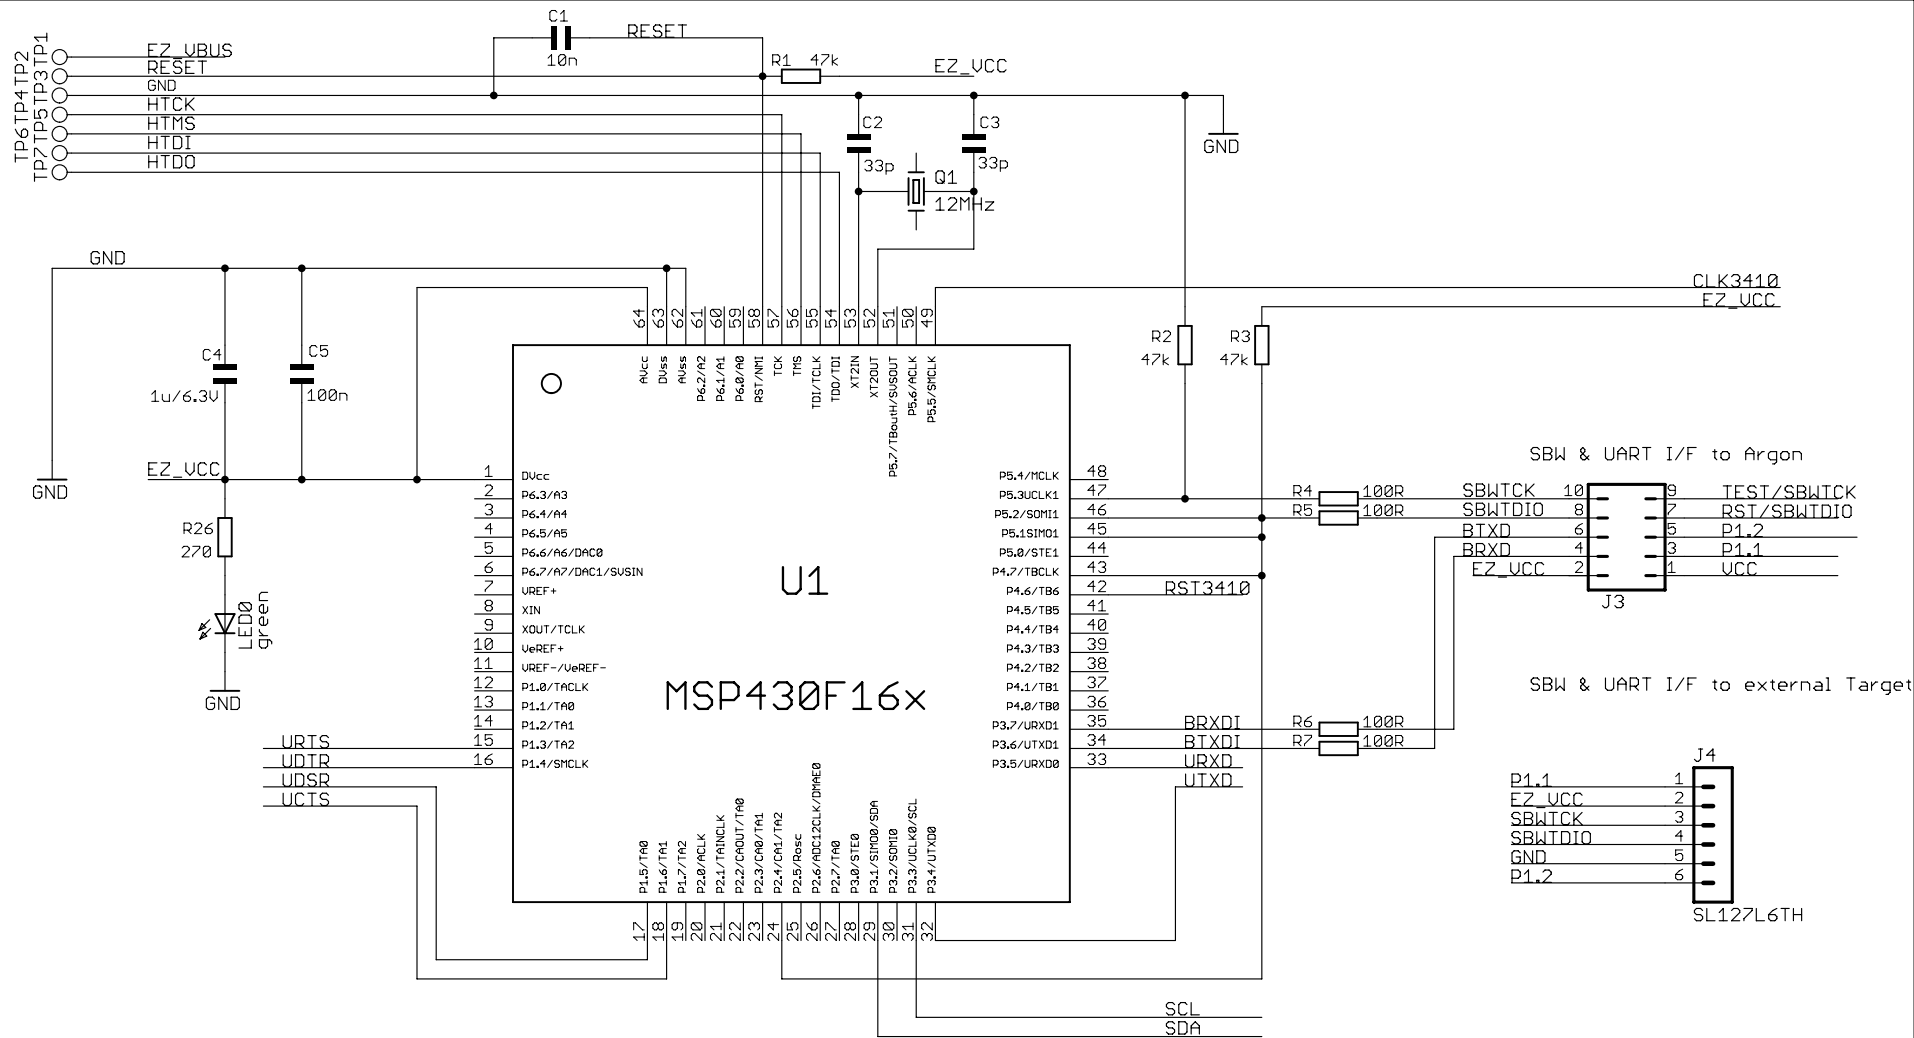 C1
RESET
10n
TP1
TP2
TP3
TP4
TP5
TP6
TP7
EZ_VBUS
RESET
GND
HTCK
HTMS
HTDI
HTDO
R1 47k
EZ_VCC
C2
33p
C3
33p
Q1
12MHz
GND
GND
CLK3410
EZ_VCC
64
63
62
61
60
59
58
57
56
55
54
53
52
51
50
49
AVcc
DVss
AVss
P6.2/A2
P6.1/A1
P6.0/A0
RST/NMI
TCK
TMS
TDI/TCLK
TDO/TDI
XT2IN
XT2OUT
P5.7/TBoutH/SVSOUT
P5.6/ACLK
P5.5/SMCLK
R2
47k
R3
47k
C4
1u/6.3V
C5
100n
EZ_VCC
GND
R26
270
LED0
green
GND
1 DVcc
2 P6.3/A3
3 P6.4/A4
4 P6.5/A5
5 P6.6/A6/DAC0
6 P6.7/A7/DAC1/SVSIN
7 VREF+
8 XIN
9 XOUT/TCLK
10 VeREF+
11 VREF-/VeREF-
12 P1.0/TACLK
13 P1.1/TA0
14 P1.2/TA1
15 P1.3/TA2
16 P1.4/SMCLK
URTS
UDTR
UDSR
UCTS
U1
MSP430F16x
P5.4/MCLK 48
P5.3UCLK1 47
P5.2/SOMI1 46
P5.1SIMO1 45
P5.0/STE1 44
P4.7/TBCLK 43
P4.6/TB6 42
P4.5/TB5 41
P4.4/TB4 40
P4.3/TB3 39
P4.2/TB2 38
P4.1/TB1 37
P4.0/TB0 36
P3.7/URXD1 35
P3.6/UTXD1 34
P3.5/URXD0 33
RST3410
BRXDI
BTXDI
URXD
UTXD
R4 100R
R5 100R
R6 100R
R7 100R
P1.5/TA0
P1.6/TA1
P1.7/TA2
P2.0/ACLK
P2.1/TAINCLK
P2.2/CAOUT/TA0
P2.3/CA0/TA1
P2.4/CA1/TA2
P2.5/Rosc
P2.6/ADC12CLK/DMAE0
P2.7/TA0
P3.0/STE0
P3.1/SIMO0/SDA
P3.2/SOMI0
P3.3/UCLK0/SCL
P3.4/UTXD0
17
18
19
20
21
22
23
24
25
26
27
28
29
30
31
32
SCL
SDA
SBW & UART I/F to Argon
SBWTCK 10 9 TEST/SBWTCK
SBWTDIO 8 7 RST/SBWTDIO
BTXD 6 5 P1.2
BRXD 4 3 P1.1
EZ_VCC 2 1 VCC
J3
SBW & UART I/F to external Target
J4
P1.1 1
EZ_VCC 2
SBWTCK 3
SBWTDIO 4
GND 5
P1.2 6
SL127L6TH